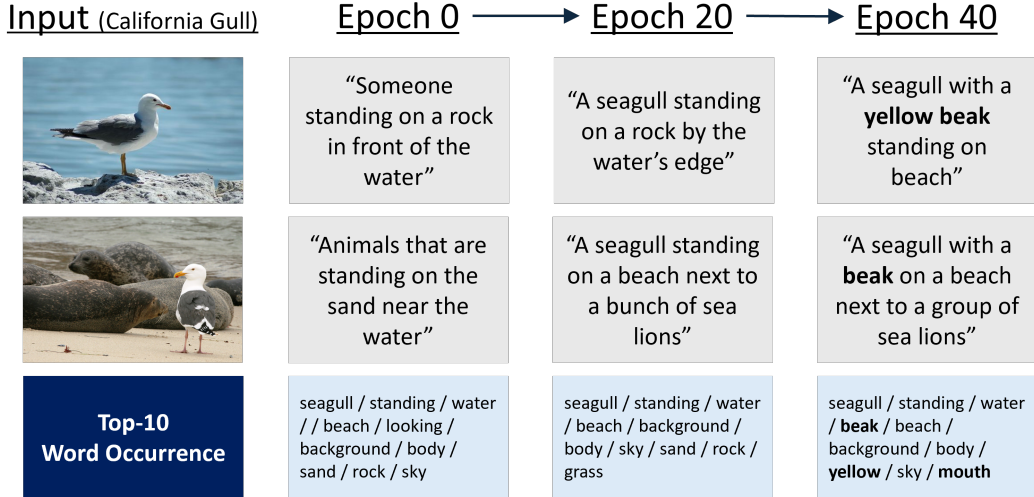 Input (California Gull)
Epoch 0
Epoch 20
Epoch 40
“Someone
standing on a rock
in front of the
water”
“A seagull standing
on a rock by the
water’s edge”
“A seagull with a
yellow beak
standing on
beach”
“Animals that are
standing on the
sand near the
water”
“A seagull standing
on a beach next to
a bunch of sea
lions”
“A seagull with a
beak on a beach
next to a group of
sea lions”
Top-10
Word Occurrence
seagull / standing / water
/ / beach / looking /
background / body /
sand / rock / sky
seagull / standing / water
/ beach / background /
body / sky / sand / rock /
grass
seagull / standing / water
/ beak / beach /
background / body /
yellow / sky / mouth